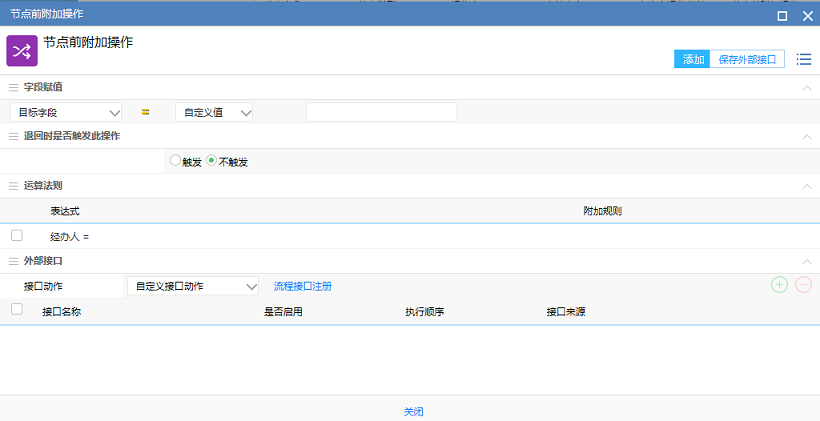 节点前附加操作
节点前附加操作
添加 保存外部接口
字段赋值
目标字段 = 自定义值
退回时是否触发此操作
触发 不触发
运算法则
表达式 附加规则
经办人 =
外部接口
接口动作 自定义接口动作 流程接口注册
接口名称 是否启用 执行顺序 接口来源
关闭